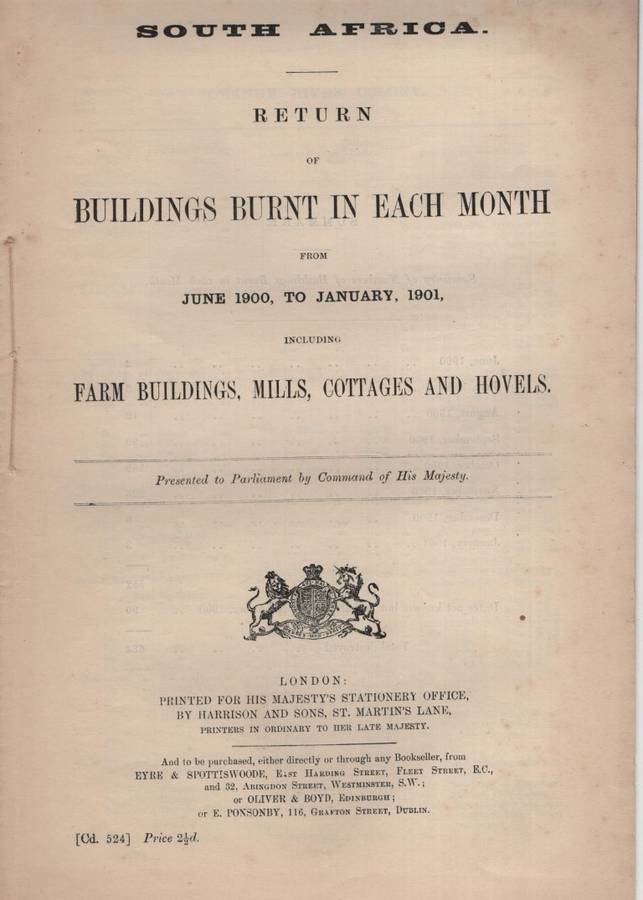 SOUTH AFRICA.
RETURN
OF
BUILDINGS BURNT IN EACH MONTH
FROM
JUNE 1900, TO JANUARY, 1901,
INCLUDING
FARM BUILDINGS, MILLS, COTTAGES AND HOVELS.
Presented to Parliament by Command of His Majesty.
LONDON:
PRINTED FOR HIS MAJESTY'S STATIONERY OFFICE,
BY HARRISON AND SONS, ST. MARTIN'S LANE,
PRINTERS IN ORDINARY TO HER LATE MAJESTY.
And to be purchased, either directly or through any Bookseller, from
EYRE & SPOTTISWOODE, EAST HARDING STREET, FLEET STREET, E.C.,
and 32, ABINGDON STREET, WESTMINSTER, S.W.;
or OLIVER & BOYD, EDINBURGH;
or E. PONSONBY, 116, GRAFTON STREET, DUBLIN.
[Cd. 524] Price 2½d.